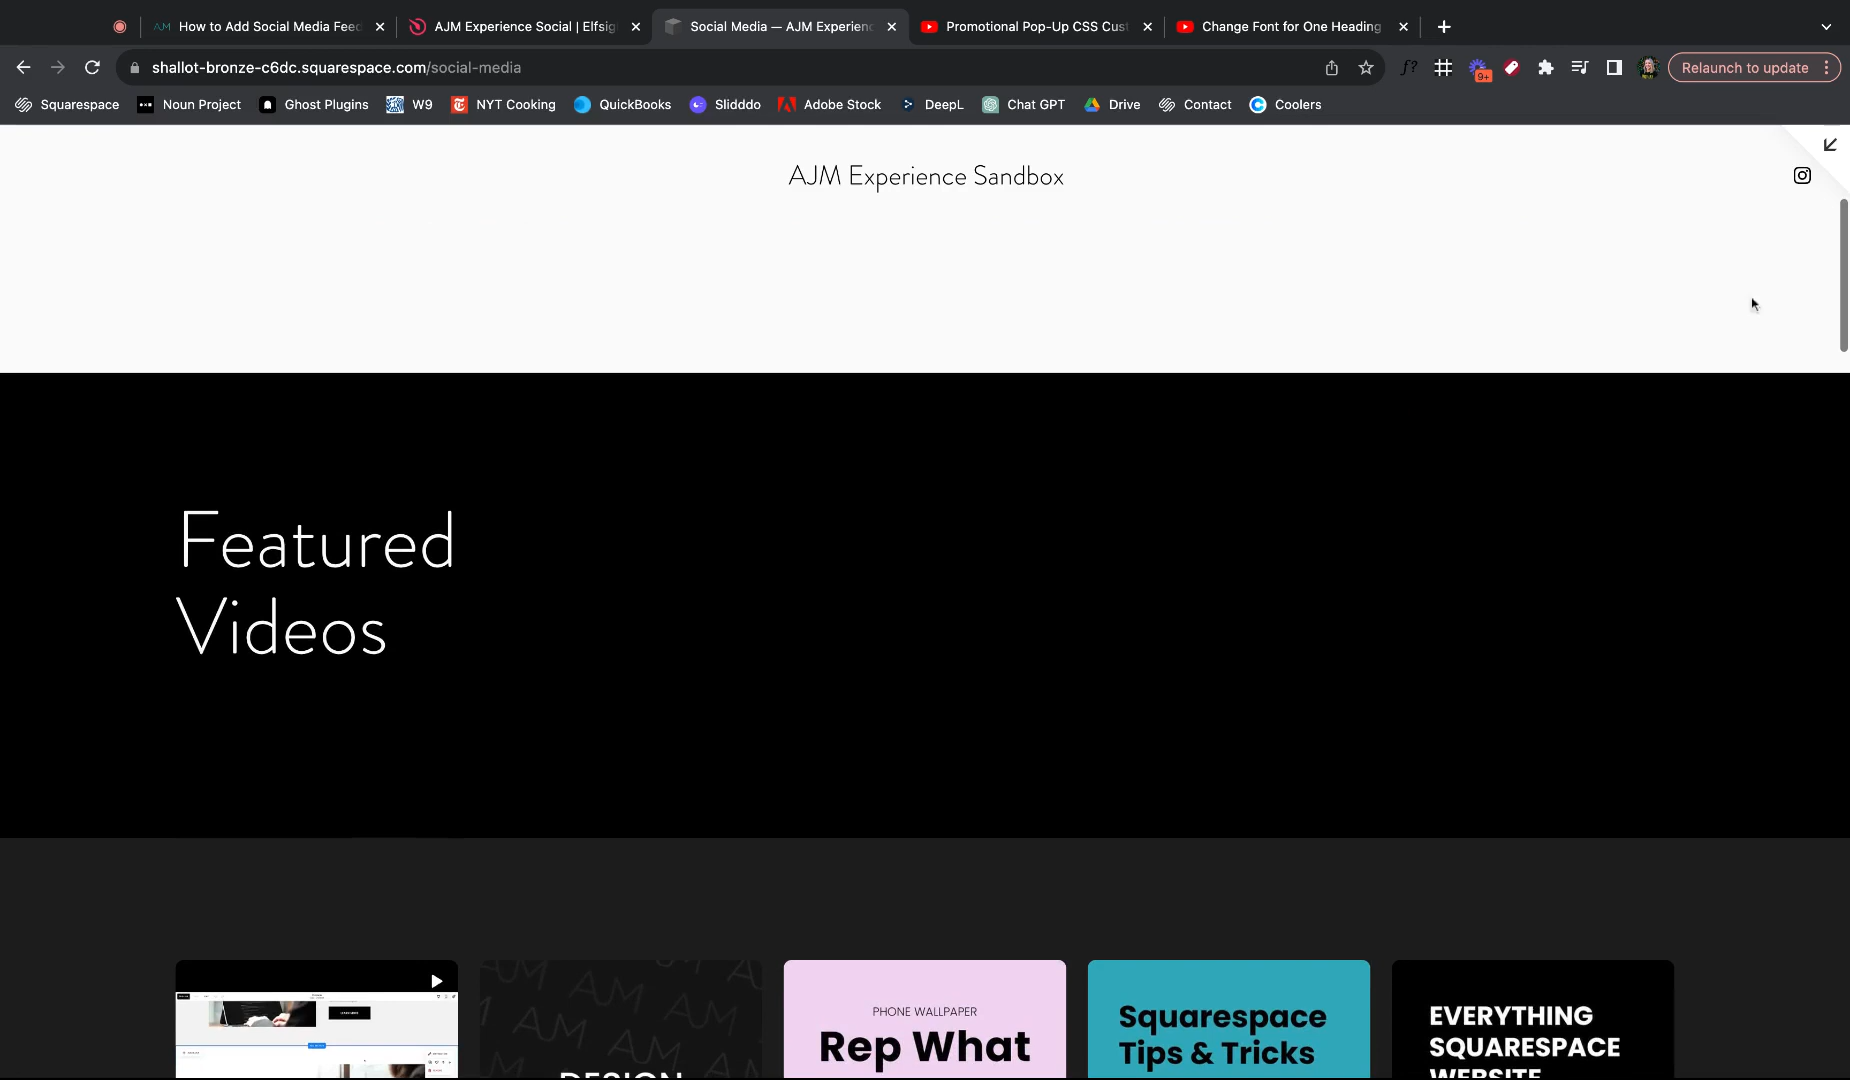 How to Add Social Media Feed
AJM Experience Social | Elfsig
Social Media — AJM Experienc
Promotional Pop-Up CSS Cust
Change Font for One Heading
shallot-bronze-c6dc.squarespace.com/social-media
f?
9+
Relaunch to update
Squarespace
Noun Project
Ghost Plugins
W9
NYT Cooking
QuickBooks
Slidddo
Adobe Stock
DeepL
Chat GPT
Drive
Contact
Coolers
AJM Experience Sandbox
Featured
Videos
DESIGN
PHONE WALLPAPER
Rep What
Squarespace
Tips & Tricks
EVERYTHING
SQUARESPACE
WEBSITE